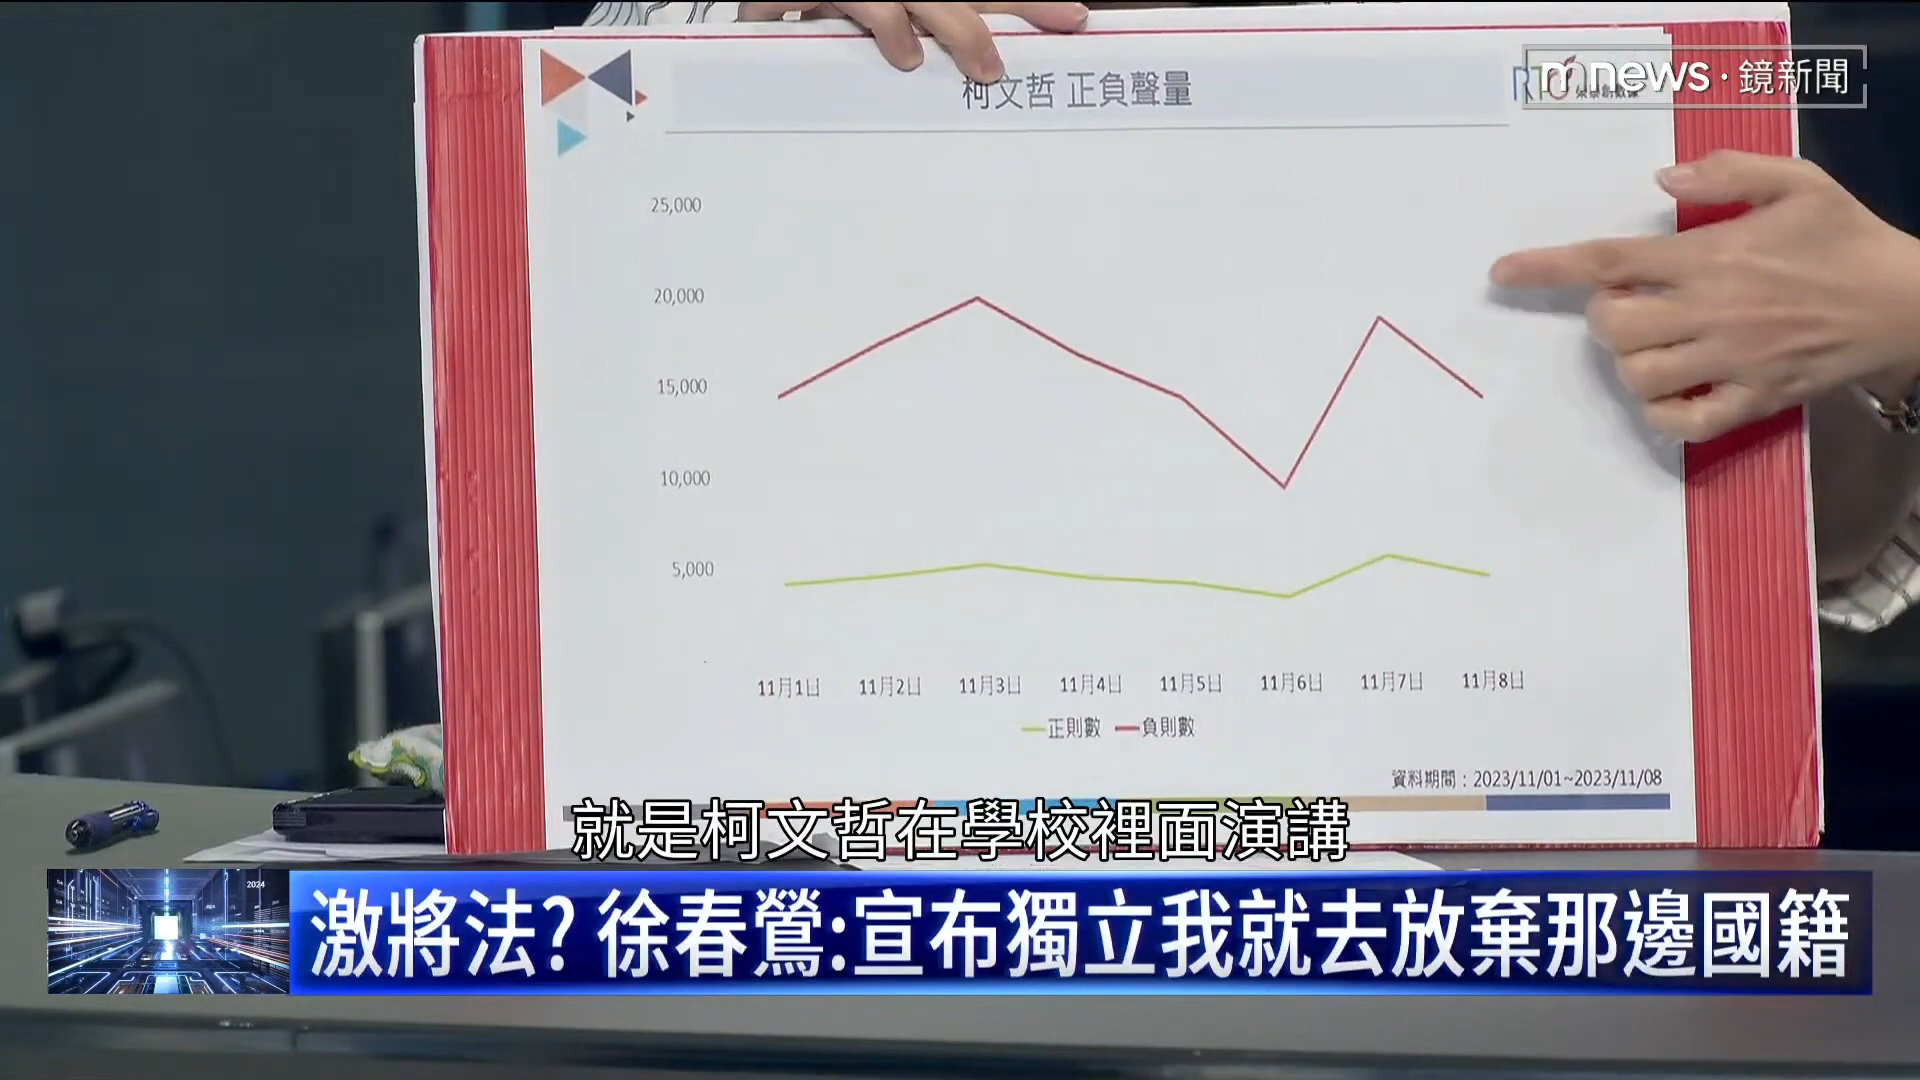 柯文哲 正負聲量
mnews·鏡新聞
25,000
20,000
15,000
10,000
5,000
11月1日 11月2日 11月3日 11月4日 11月5日 11月6日 11月7日 11月8日
正則數 負則數
資料期間：2023/11/01~2023/11/08
就是柯文哲在學校裡面演講
2024
激將法？徐春鶯：宣布獨立我就去放棄那邊國籍